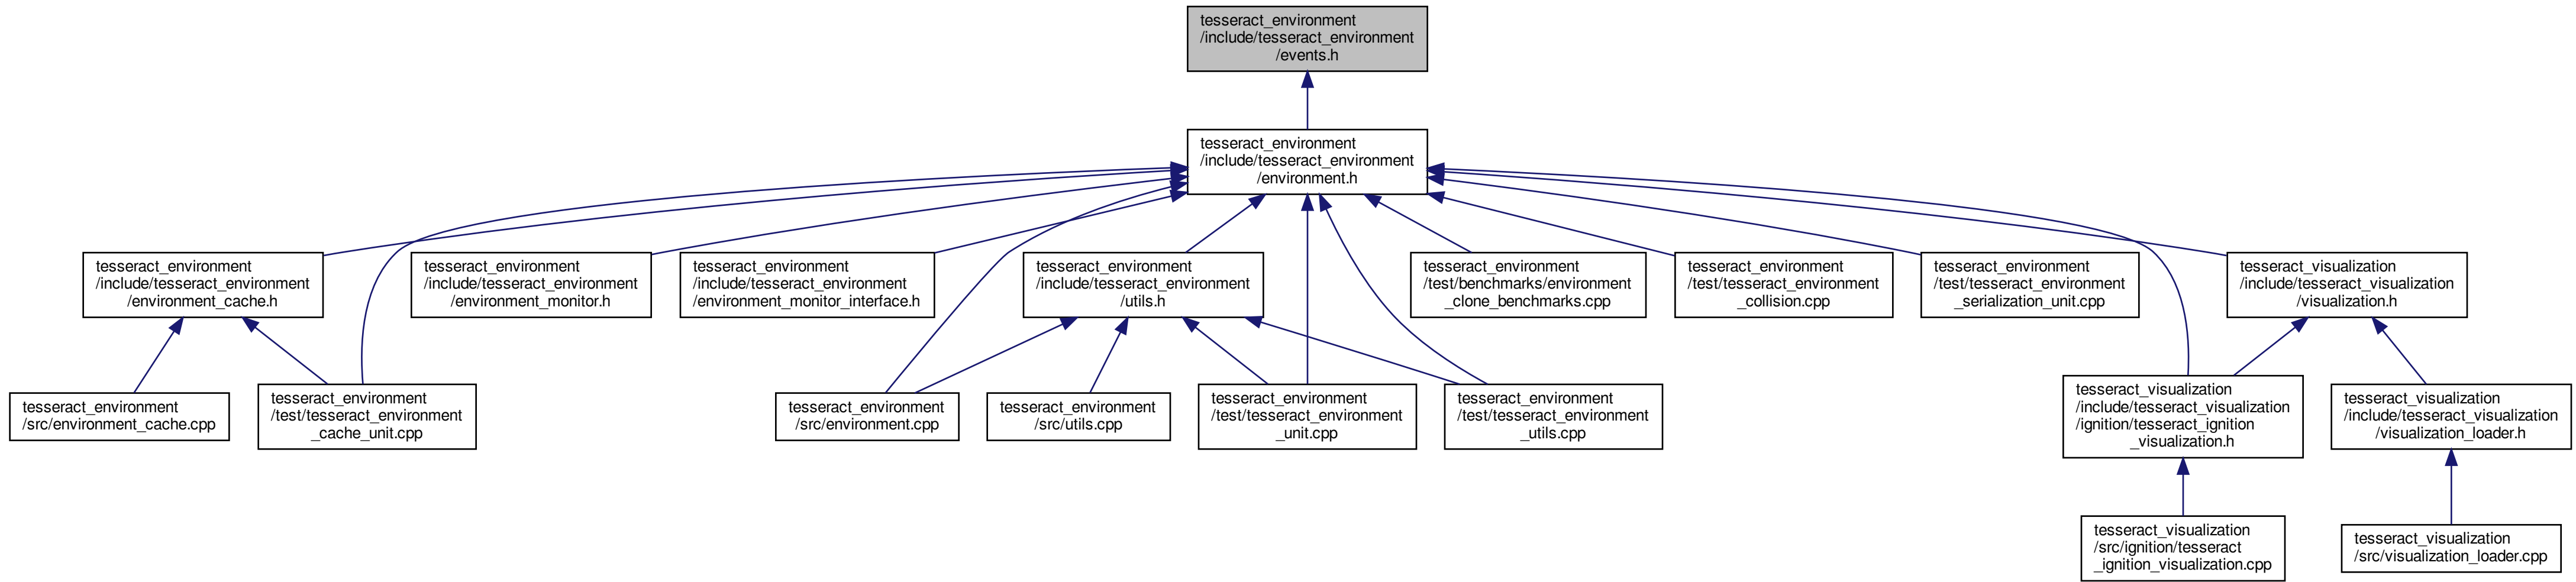 tesseract_environment
/include/tesseract_environment
/events.h
tesseract_environment
/include/tesseract_environment
/environment.h
tesseract_environment
/include/tesseract_environment
/environment_cache.h
tesseract_environment
/include/tesseract_environment
/environment_monitor.h
tesseract_environment
/include/tesseract_environment
/environment_monitor_interface.h
tesseract_environment
/include/tesseract_environment
/utils.h
tesseract_environment
/test/benchmarks/environment
_clone_benchmarks.cpp
tesseract_environment
/test/tesseract_environment
_collision.cpp
tesseract_environment
/test/tesseract_environment
_serialization_unit.cpp
tesseract_visualization
/include/tesseract_visualization
/visualization.h
tesseract_environment
/src/environment_cache.cpp
tesseract_environment
/test/tesseract_environment
_cache_unit.cpp
tesseract_environment
/src/environment.cpp
tesseract_environment
/src/utils.cpp
tesseract_environment
/test/tesseract_environment
_unit.cpp
tesseract_environment
/test/tesseract_environment
_utils.cpp
tesseract_visualization
/include/tesseract_visualization
/ignition/tesseract_ignition
_visualization.h
tesseract_visualization
/include/tesseract_visualization
/visualization_loader.h
tesseract_visualization
/src/ignition/tesseract
_ignition_visualization.cpp
tesseract_visualization
/src/visualization_loader.cpp